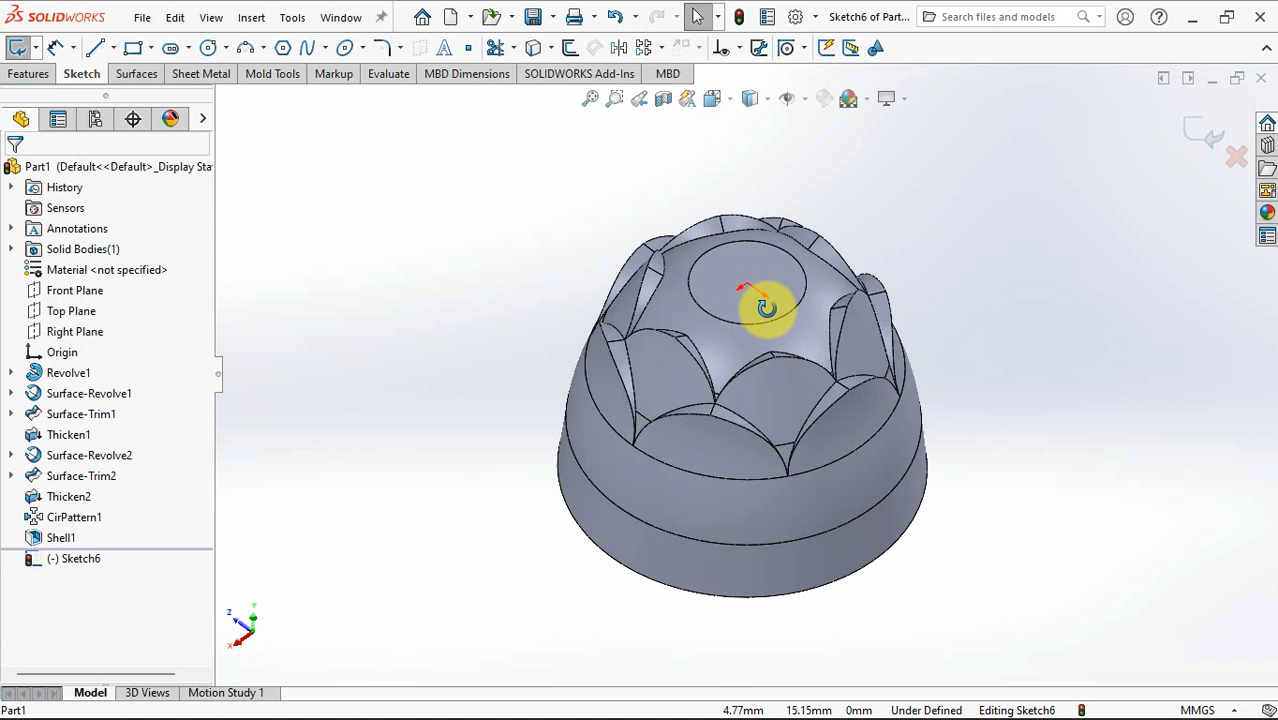 SOLIDWORKS File Edit View Insert Tools Window Sketch6 of Part... Search files and models
Features Sketch Surfaces Sheet Metal Mold Tools Markup Evaluate MBD Dimensions SOLIDWORKS Add-Ins MBD
Part1 (Default<<Default>_Display Sta
History
Sensors
Annotations
Solid Bodies(1)
Material <not specified>
Front Plane
Top Plane
Right Plane
Origin
Revolve1
Surface-Revolve1
Surface-Trim1
Thicken1
Surface-Revolve2
Surface-Trim2
Thicken2
CirPattern1
Shell1
(-) Sketch6
Y
Z
X
Model 3D Views Motion Study 1
Part1 4.77mm 15.15mm 0mm Under Defined Editing Sketch6 MMGS